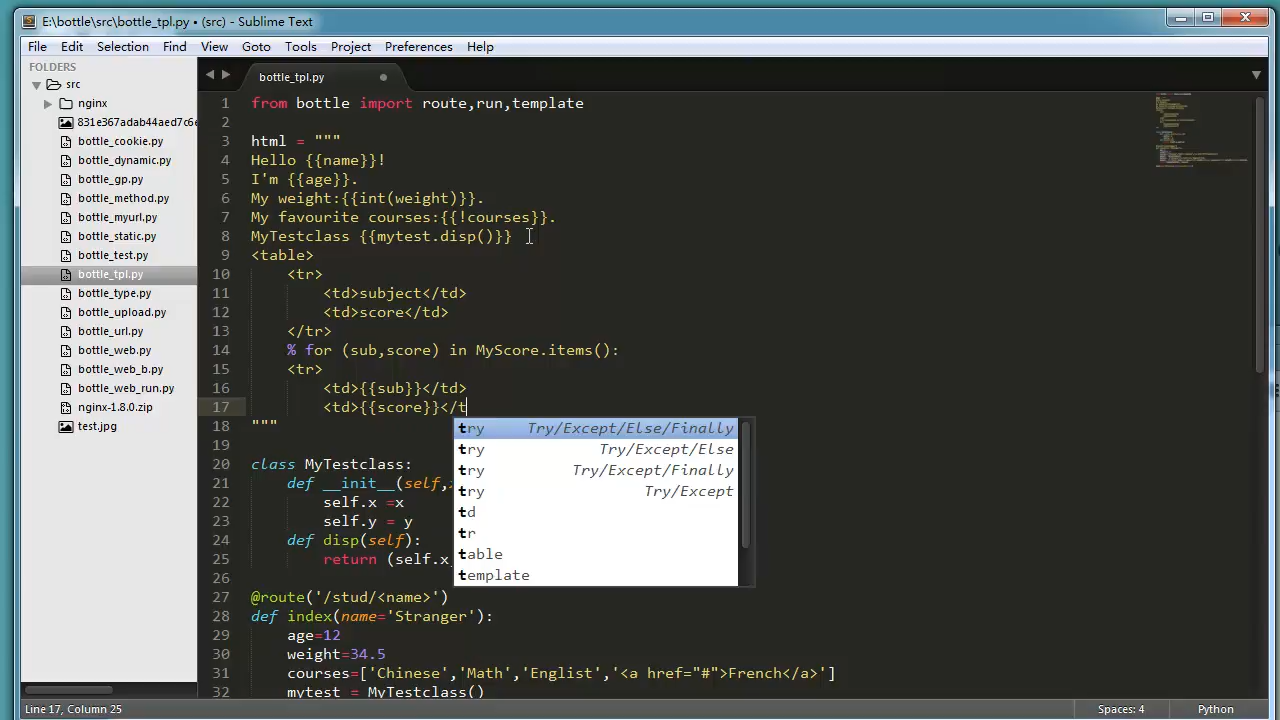 E:\bottle\src\bottle_tpl.py • (src) - Sublime Text
File Edit Selection Find View Goto Tools Project Preferences Help
FOLDERS
src
nginx
831e367adab44aed7c6e
bottle_cookie.py
bottle_dynamic.py
bottle_gp.py
bottle_method.py
bottle_myurl.py
bottle_static.py
bottle_test.py
bottle_tpl.py
bottle_type.py
bottle_upload.py
bottle_url.py
bottle_web.py
bottle_web_b.py
bottle_web_run.py
nginx-1.8.0.zip
test.jpg
bottle_tpl.py
1 from bottle import route,run,template
2
3 html = """
4 Hello {{name}}!
5 I'm {{age}}.
6 My weight:{{int(weight)}}.
7 My favourite courses:{{!courses}}.
8 MyTestclass {{mytest.disp()}}
9 <table>
10 <tr>
11 <td>subject</td>
12 <td>score</td>
13 </tr>
14 % for (sub,score) in MyScore.items():
15 <tr>
16 <td>{{sub}}</td>
17 <td>{{score}}</t
18 """
19
20 class MyTestclass:
21 def __init__(self,
22 self.x =x
23 self.y = y
24 def disp(self):
25 return (self.x
26
27 @route('/stud/<name>')
28 def index(name='Stranger'):
29 age=12
30 weight=34.5
31 courses=['Chinese','Math','Englist','<a href="#">French</a>']
32 mytest = MyTestclass()
try Try/Except/Else/Finally
try Try/Except/Else
try Try/Except/Finally
try Try/Except
td
tr
table
template
Line 17, Column 25
Spaces: 4
Python